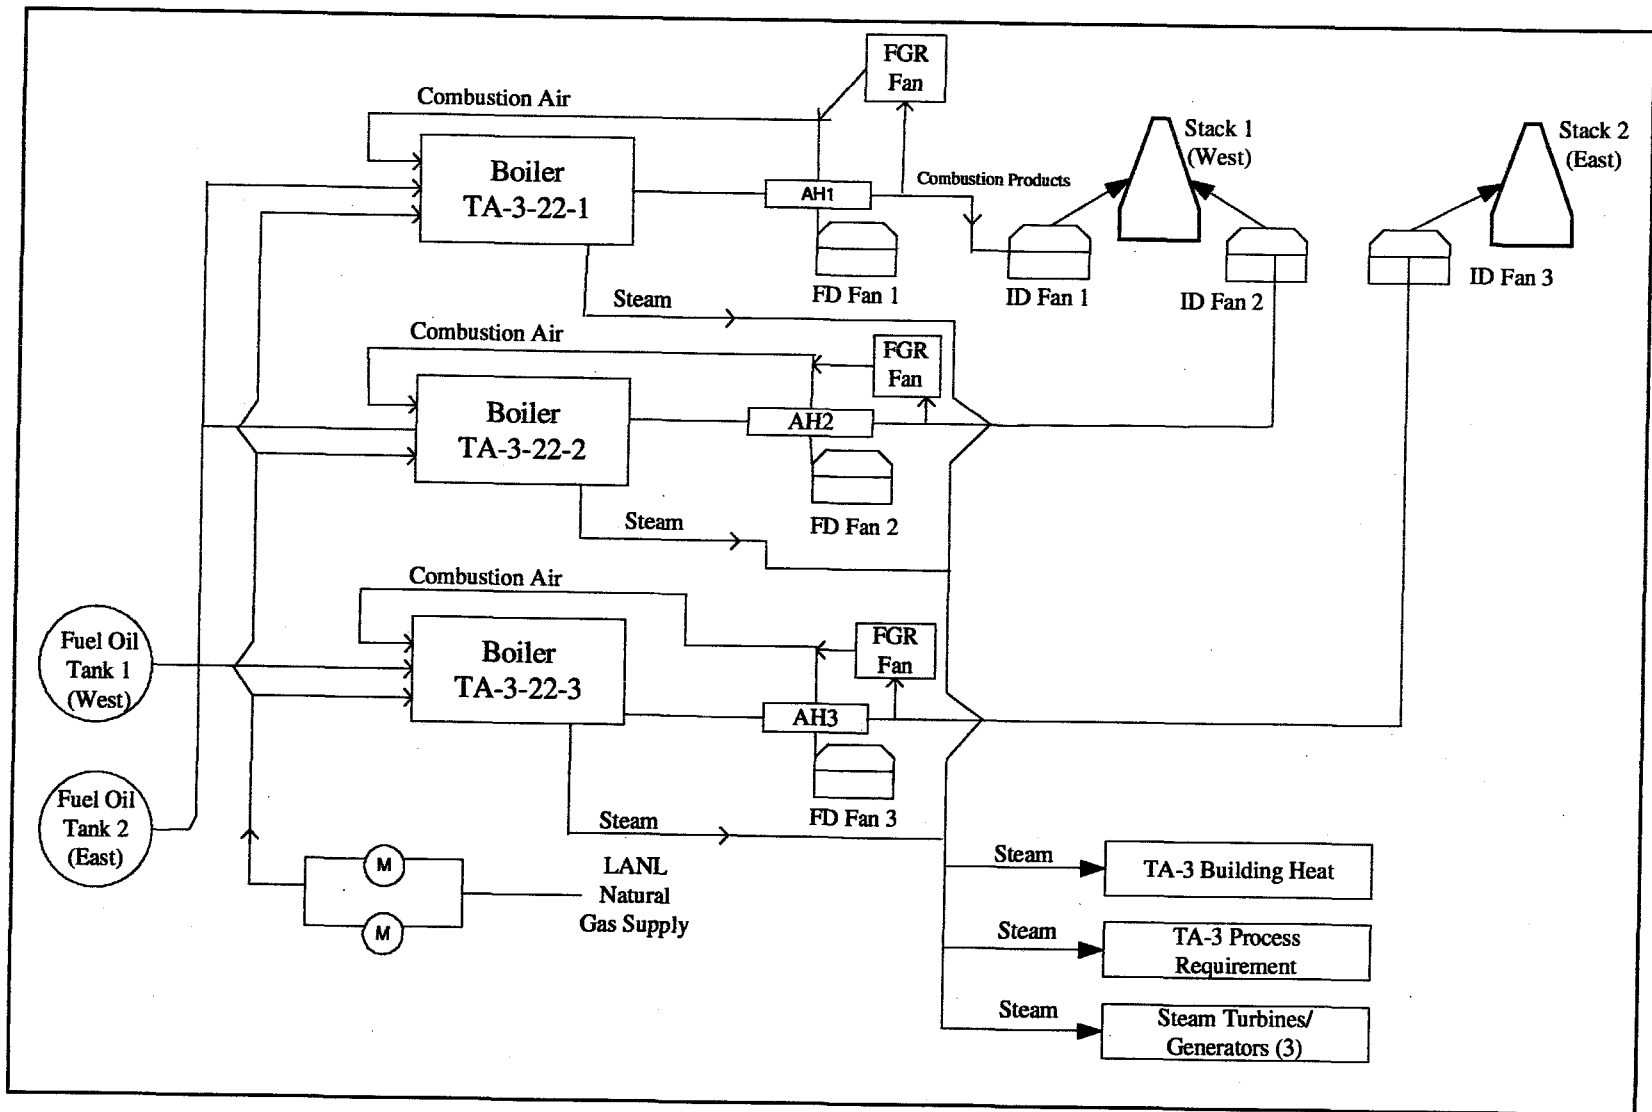 FGR
Fan
Combustion Air
Stack 1
(West)
Stack 2
(East)
Boiler
TA-3-22-1
AH1
Combustion Products
FD Fan 1
ID Fan 1
ID Fan 2
ID Fan 3
Steam
Combustion Air
FGR
Fan
Boiler
TA-3-22-2
AH2
FD Fan 2
Steam
Combustion Air
Fuel Oil
Tank 1
(West)
Boiler
TA-3-22-3
FGR
Fan
AH3
FD Fan 3
Fuel Oil
Tank 2
(East)
Steam
M
M
LANL
Natural
Gas Supply
Steam
TA-3 Building Heat
Steam
TA-3 Process
Requirement
Steam
Steam Turbines/
Generators (3)